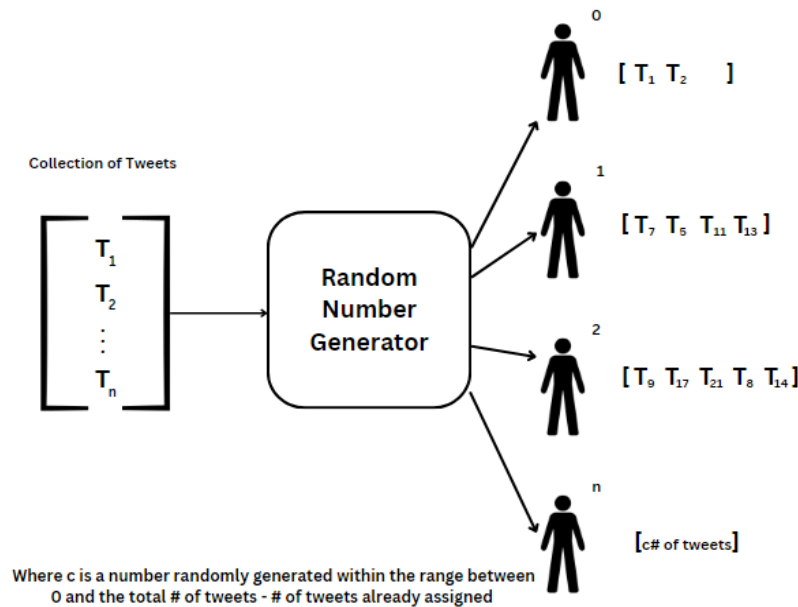 Collection of Tweets
T1
T2
⋮
Tn
Random
Number
Generator
0
[ T1 T2 ]
1
[ T7 T5 T11 T13 ]
2
[ T9 T17 T21 T8 T14 ]
n
[c# of tweets]
Where c is a number randomly generated within the range between
0 and the total # of tweets - # of tweets already assigned